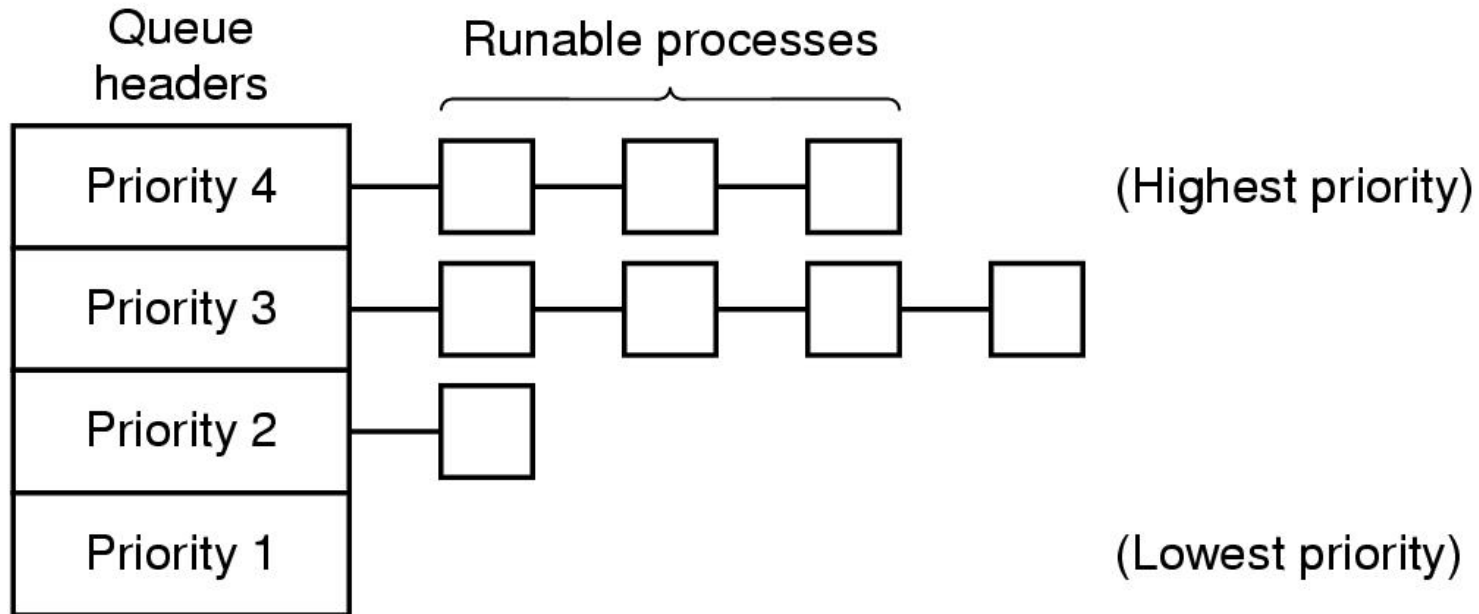 Queue
headers
Runable processes
Priority 4
(Highest priority)
Priority 3
Priority 2
Priority 1
(Lowest priority)